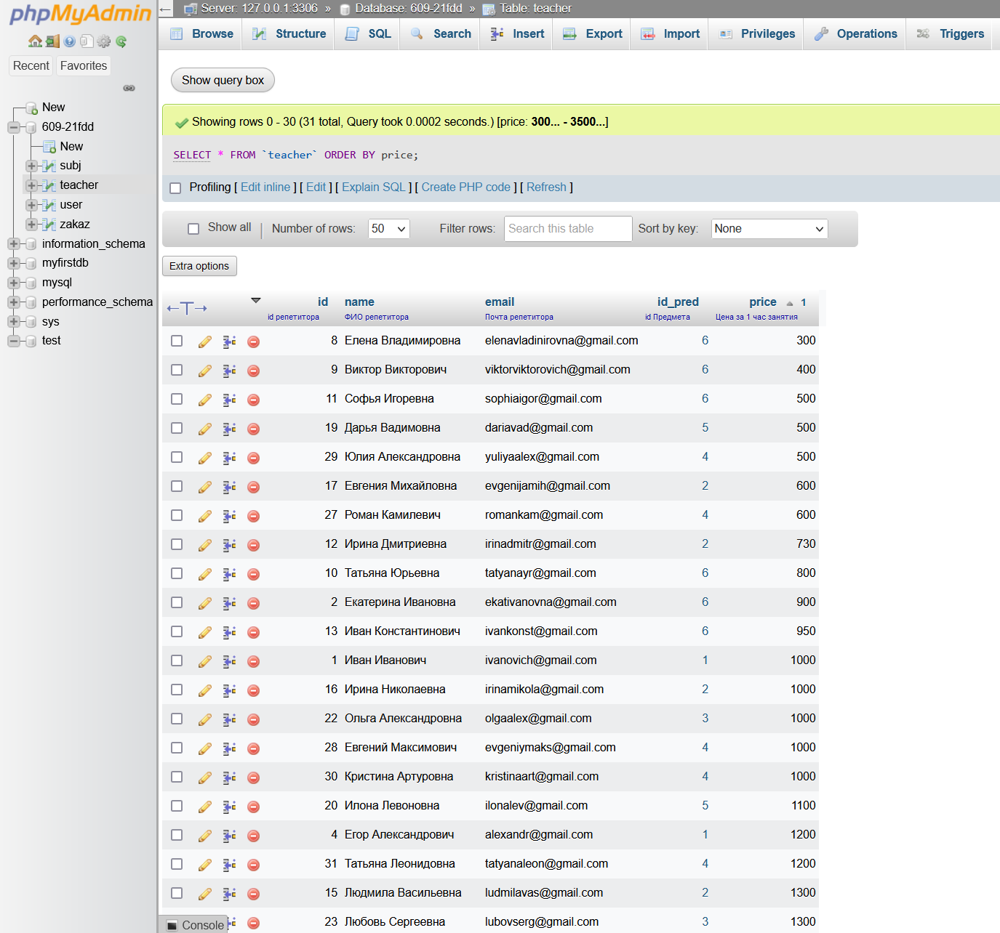 phpMyAdmin
Recent Favorites
New
609-21fdd
New
subj
teacher
user
zakaz
information_schema
myfirstdb
mysql
performance_schema
sys
test
Server: 127.0.0.1:3306 » Database: 609-21fdd » Table: teacher
Browse Structure SQL Search Insert Export Import Privileges Operations Triggers
Show query box
Showing rows 0 - 30 (31 total, Query took 0.0002 seconds.) [price: 300... - 3500...]
SELECT * FROM `teacher` ORDER BY price;
Profiling [ Edit inline ] [ Edit ] [ Explain SQL ] [ Create PHP code ] [ Refresh ]
Show all | Number of rows: 50 Filter rows: Search this table Sort by key: None
Extra options
←T→ id name email id_pred price 1
id репетитора ФИО репетитора Почта репетитора id Предмета Цена за 1 час занятия
8 Елена Владимировна elenavladinirovna@gmail.com 6 300
9 Виктор Викторович viktorviktorovich@gmail.com 6 400
11 Софья Игоревна sophiaigor@gmail.com 6 500
19 Дарья Вадимовна dariavad@gmail.com 5 500
29 Юлия Александровна yuliyaalex@gmail.com 4 500
17 Евгения Михайловна evgenijamih@gmail.com 2 600
27 Роман Камилевич romankam@gmail.com 4 600
12 Ирина Дмитриевна irinadmitr@gmail.com 2 730
10 Татьяна Юрьевна tatyanayr@gmail.com 6 800
2 Екатерина Ивановна ekativanovna@gmail.com 6 900
13 Иван Константинович ivankonst@gmail.com 6 950
1 Иван Иванович ivanovich@gmail.com 1 1000
16 Ирина Николаевна irinamikola@gmail.com 2 1000
22 Ольга Александровна olgaalex@gmail.com 3 1000
28 Евгений Максимович evgeniymaks@gmail.com 4 1000
30 Кристина Артуровна kristinaart@gmail.com 4 1000
20 Илона Левоновна ilonalev@gmail.com 5 1100
4 Егор Александрович alexandr@gmail.com 1 1200
31 Татьяна Леонидовна tatyanaleon@gmail.com 4 1200
15 Людмила Васильевна ludmilavas@gmail.com 2 1300
23 Любовь Сергеевна lubovserg@gmail.com 3 1300
Console